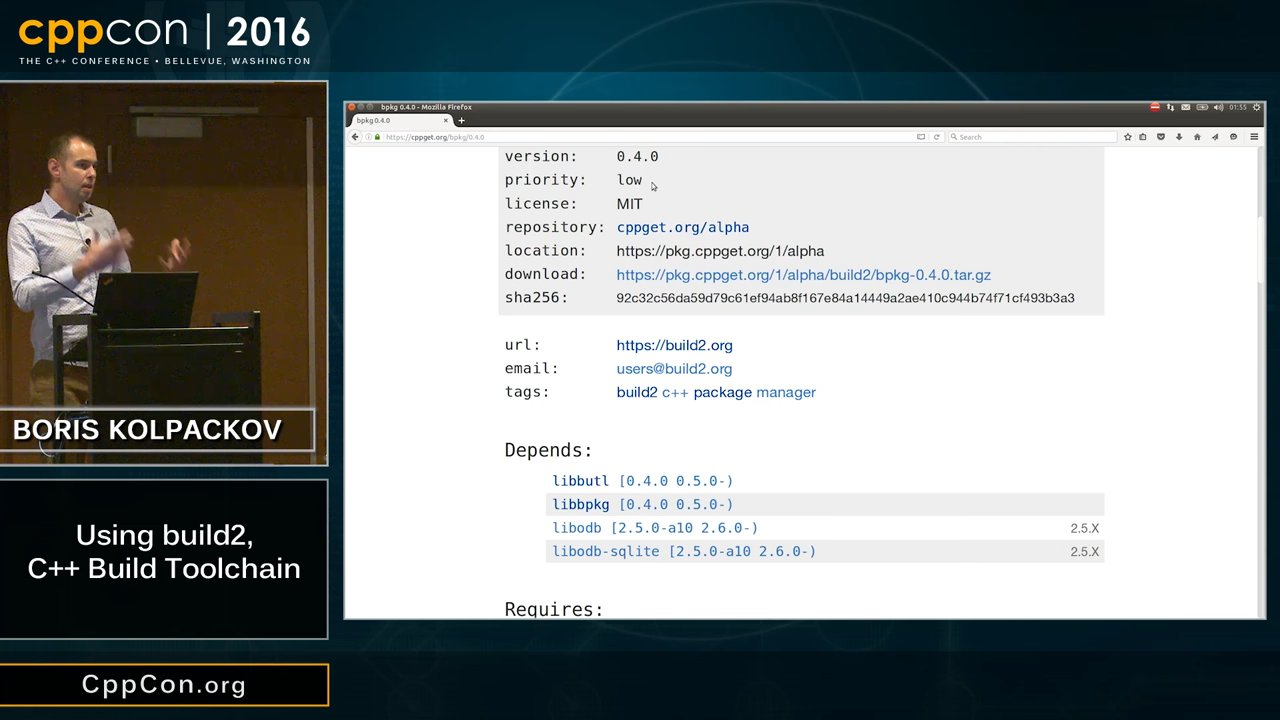 cppcon | 2016
THE C++ CONFERENCE • BELLEVUE, WASHINGTON
bpkg 0.4.0 - Mozilla Firefox
01:55
bpkg 0.4.0
https://cppget.org/bpkg/0.4.0
Search
version: 0.4.0
priority: low
license: MIT
repository: cppget.org/alpha
location: https://pkg.cppget.org/1/alpha
download: https://pkg.cppget.org/1/alpha/build2/bpkg-0.4.0.tar.gz
sha256: 92c32c56da59d79c61ef94ab8f167e84a14449a2ae410c944b74f71cf493b3a3
url: https://build2.org
email: users@build2.org
tags: build2 c++ package manager
Depends:
libbutl [0.4.0 0.5.0-)
libbpkg [0.4.0 0.5.0-)
libodb [2.5.0-a10 2.6.0-) 2.5.X
libodb-sqlite [2.5.0-a10 2.6.0-) 2.5.X
Requires:
BORIS KOLPACKOV
Using build2,
C++ Build Toolchain
CppCon.org